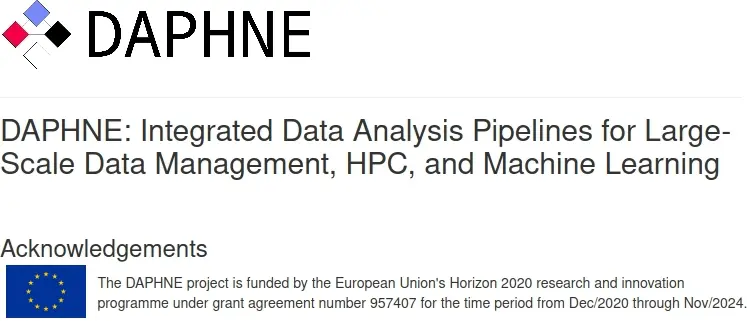 DAPHNE
DAPHNE: Integrated Data Analysis Pipelines for Large-
Scale Data Management, HPC, and Machine Learning
Acknowledgements
The DAPHNE project is funded by the European Union's Horizon 2020 research and innovation
programme under grant agreement number 957407 for the time period from Dec/2020 through Nov/2024.